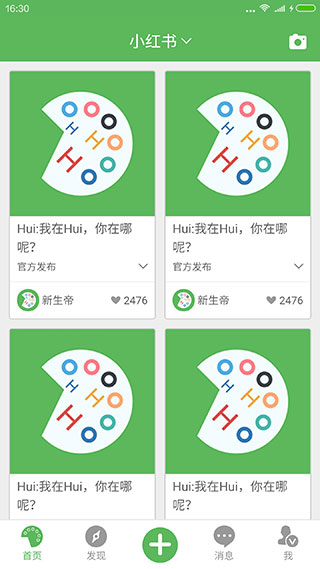 16:30
小红书
Hui:我在Hui，你在哪
呢？
官方发布
新生帝 2476
Hui:我在Hui，你在哪
呢？
官方发布
新生帝 2476
Hui:我在Hui，你在哪
呢？
Hui:我在Hui，你在哪
呢？
首页 发现 消息 我